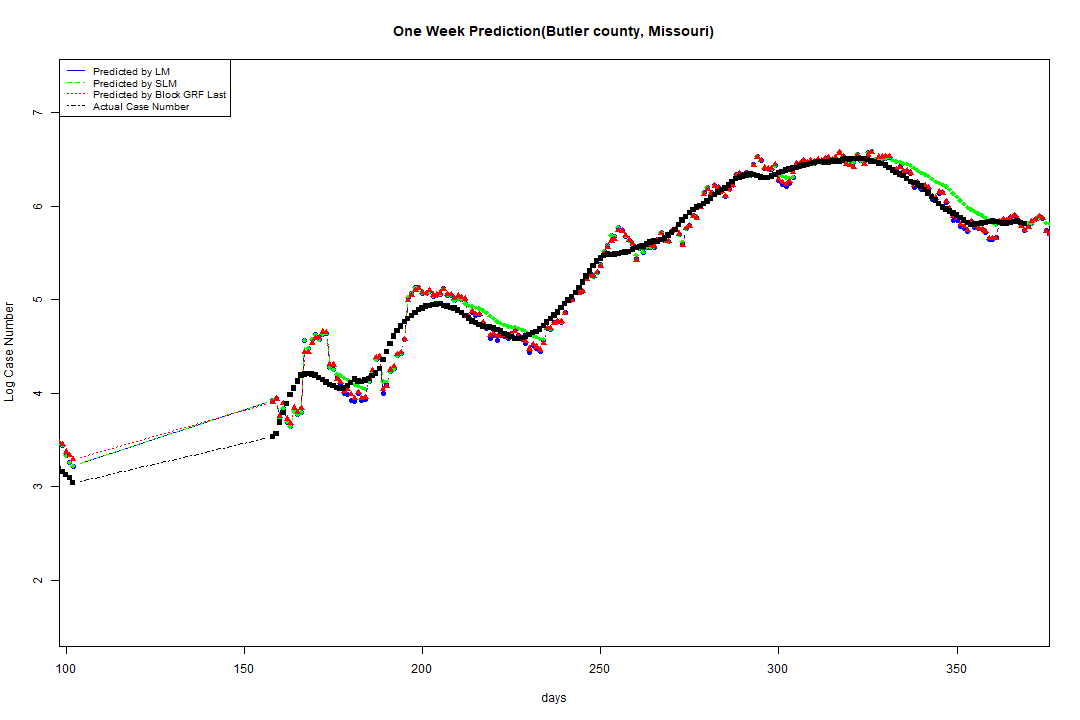 One Week Prediction(Butler county, Missouri)
Predicted by LM
Predicted by SLM
Predicted by Block GRF Last
Actual Case Number
7
6
5
4
3
2
Log Case Number
100 150 200 250 300 350
days